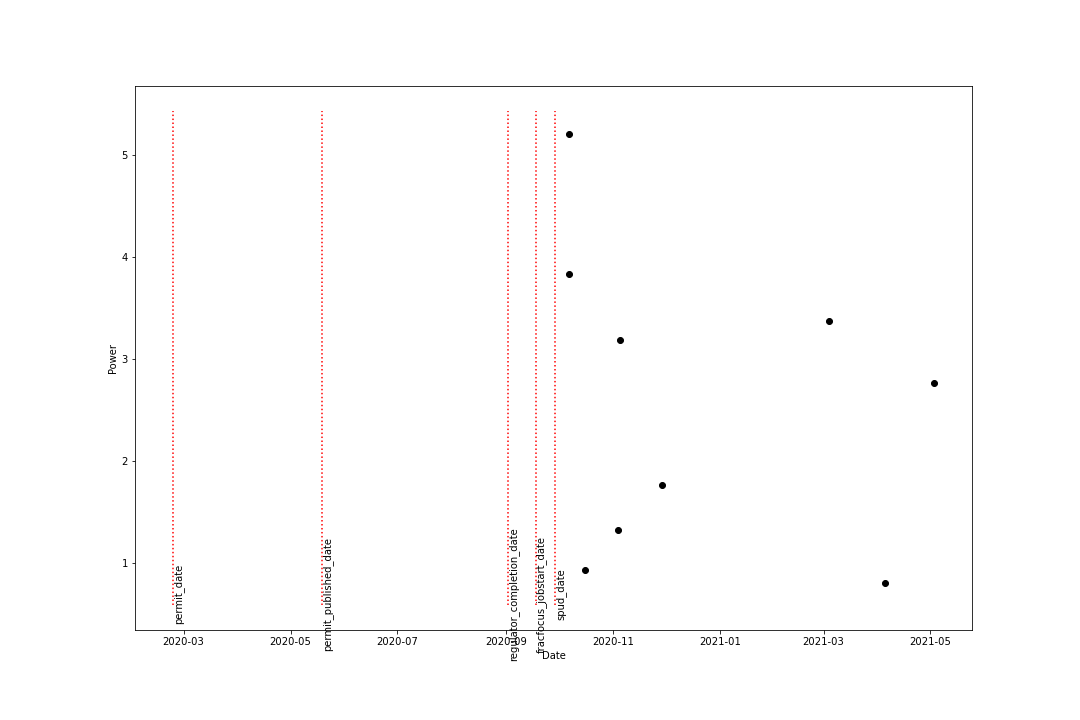 5
4
3
2
1
Power
permit_date
permit_published_date
regulator_completion_date
fracfocus_jobstart_date
spud_date
2020-03
2020-05
2020-07
2020-09
2020-11
2021-01
2021-03
2021-05
Date